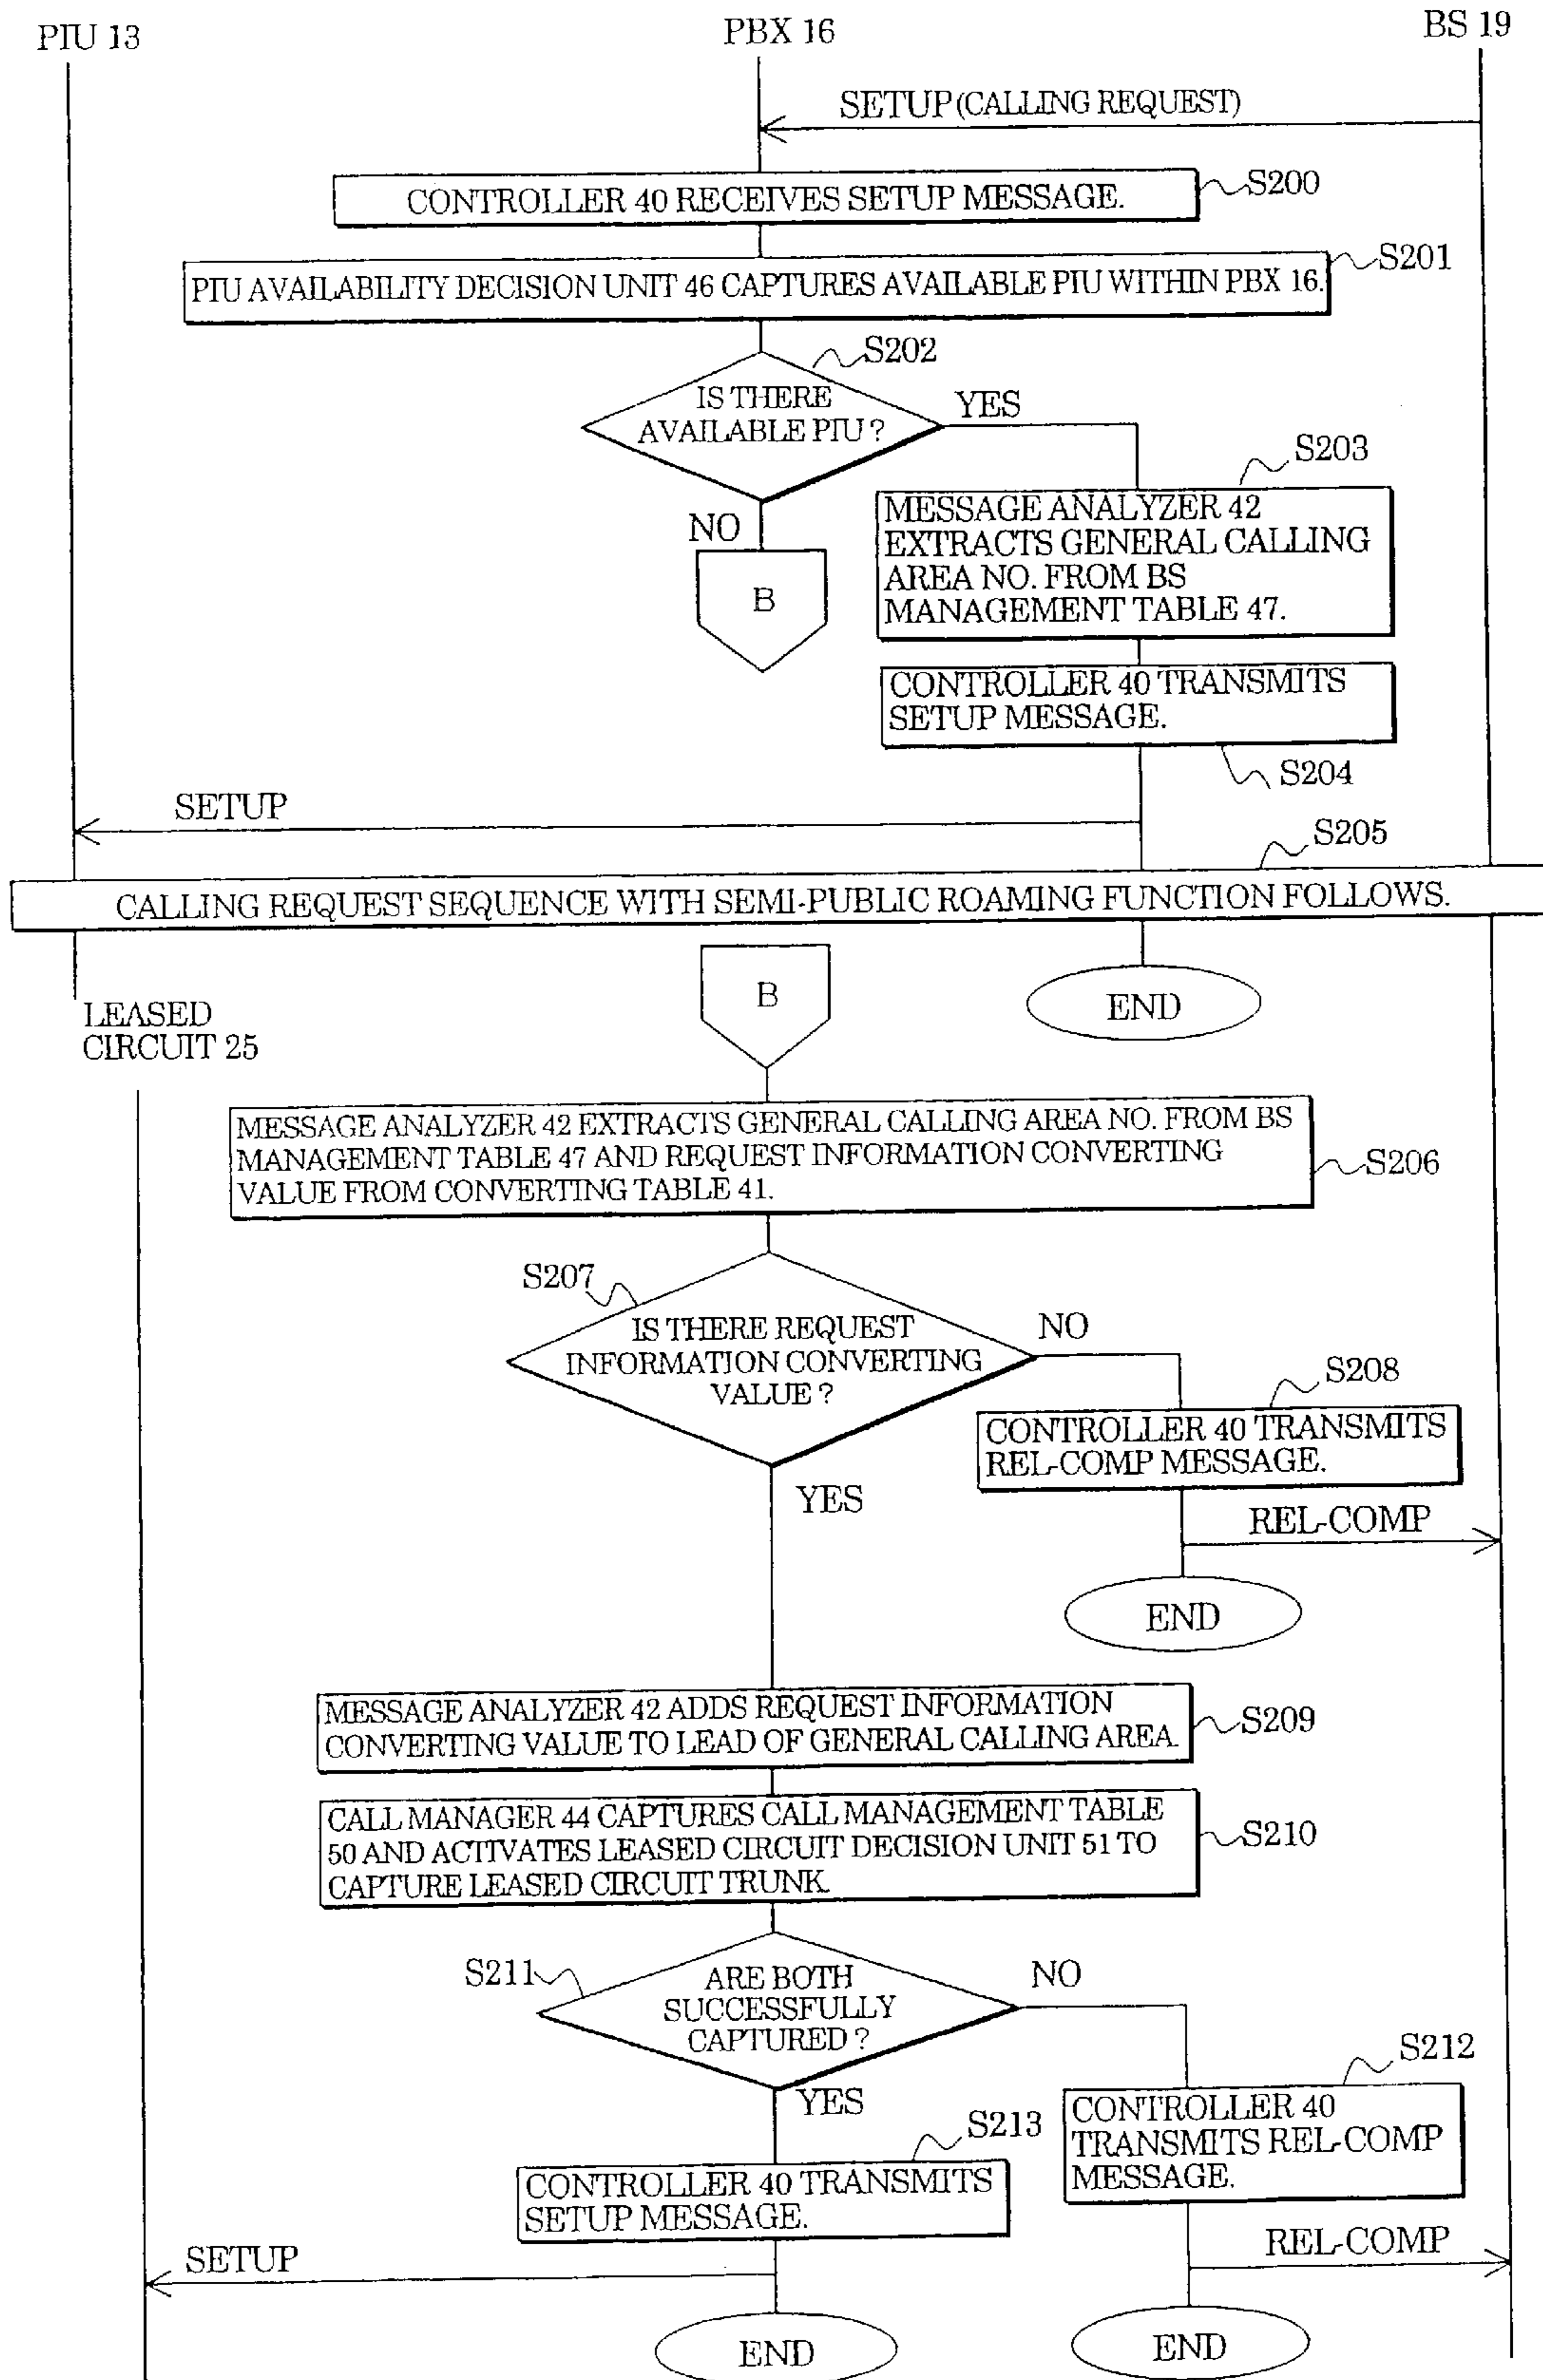 PIU 13
PBX 16
BS 19
SETUP (CALLING REQUEST)
CONTROLLER 40 RECEIVES SETUP MESSAGE.
S200
PIU AVAILABILITY DECISION UNIT 46 CAPTURES AVAILABLE PIU WITHIN PBX 16.
S201
S202
IS THERE
AVAILABLE PIU ?
YES
NO
B
S203
MESSAGE ANALYZER 42
EXTRACTS GENERAL CALLING
AREA NO. FROM BS
MANAGEMENT TABLE 47.
CONTROLLER 40 TRANSMITS
SETUP MESSAGE.
S204
SETUP
S205
CALLING REQUEST SEQUENCE WITH SEMI-PUBLIC ROAMING FUNCTION FOLLOWS.
B
END
LEASED
CIRCUIT 25
MESSAGE ANALYZER 42 EXTRACTS GENERAL CALLING AREA NO. FROM BS
MANAGEMENT TABLE 47 AND REQUEST INFORMATION CONVERTING
VALUE FROM CONVERTING TABLE 41.
S206
S207
IS THERE REQUEST
INFORMATION CONVERTING
VALUE ?
NO
YES
S208
CONTROLLER 40 TRANSMITS
REL-COMP MESSAGE.
REL-COMP
END
MESSAGE ANALYZER 42 ADDS REQUEST INFORMATION
CONVERTING VALUE TO LEAD OF GENERAL CALLING AREA.
S209
CALL MANAGER 44 CAPTURES CALL MANAGEMENT TABLE
50 AND ACTIVATES LEASED CIRCUIT DECISION UNIT 51 TO
CAPTURE LEASED CIRCUIT TRUNK.
S210
S211
ARE BOTH
SUCCESSFULLY
CAPTURED ?
NO
YES
S212
CONTROLLER 40
TRANSMITS REL-COMP
MESSAGE.
S213
CONTROLLER 40 TRANSMITS
SETUP MESSAGE.
SETUP
REL-COMP
END
END